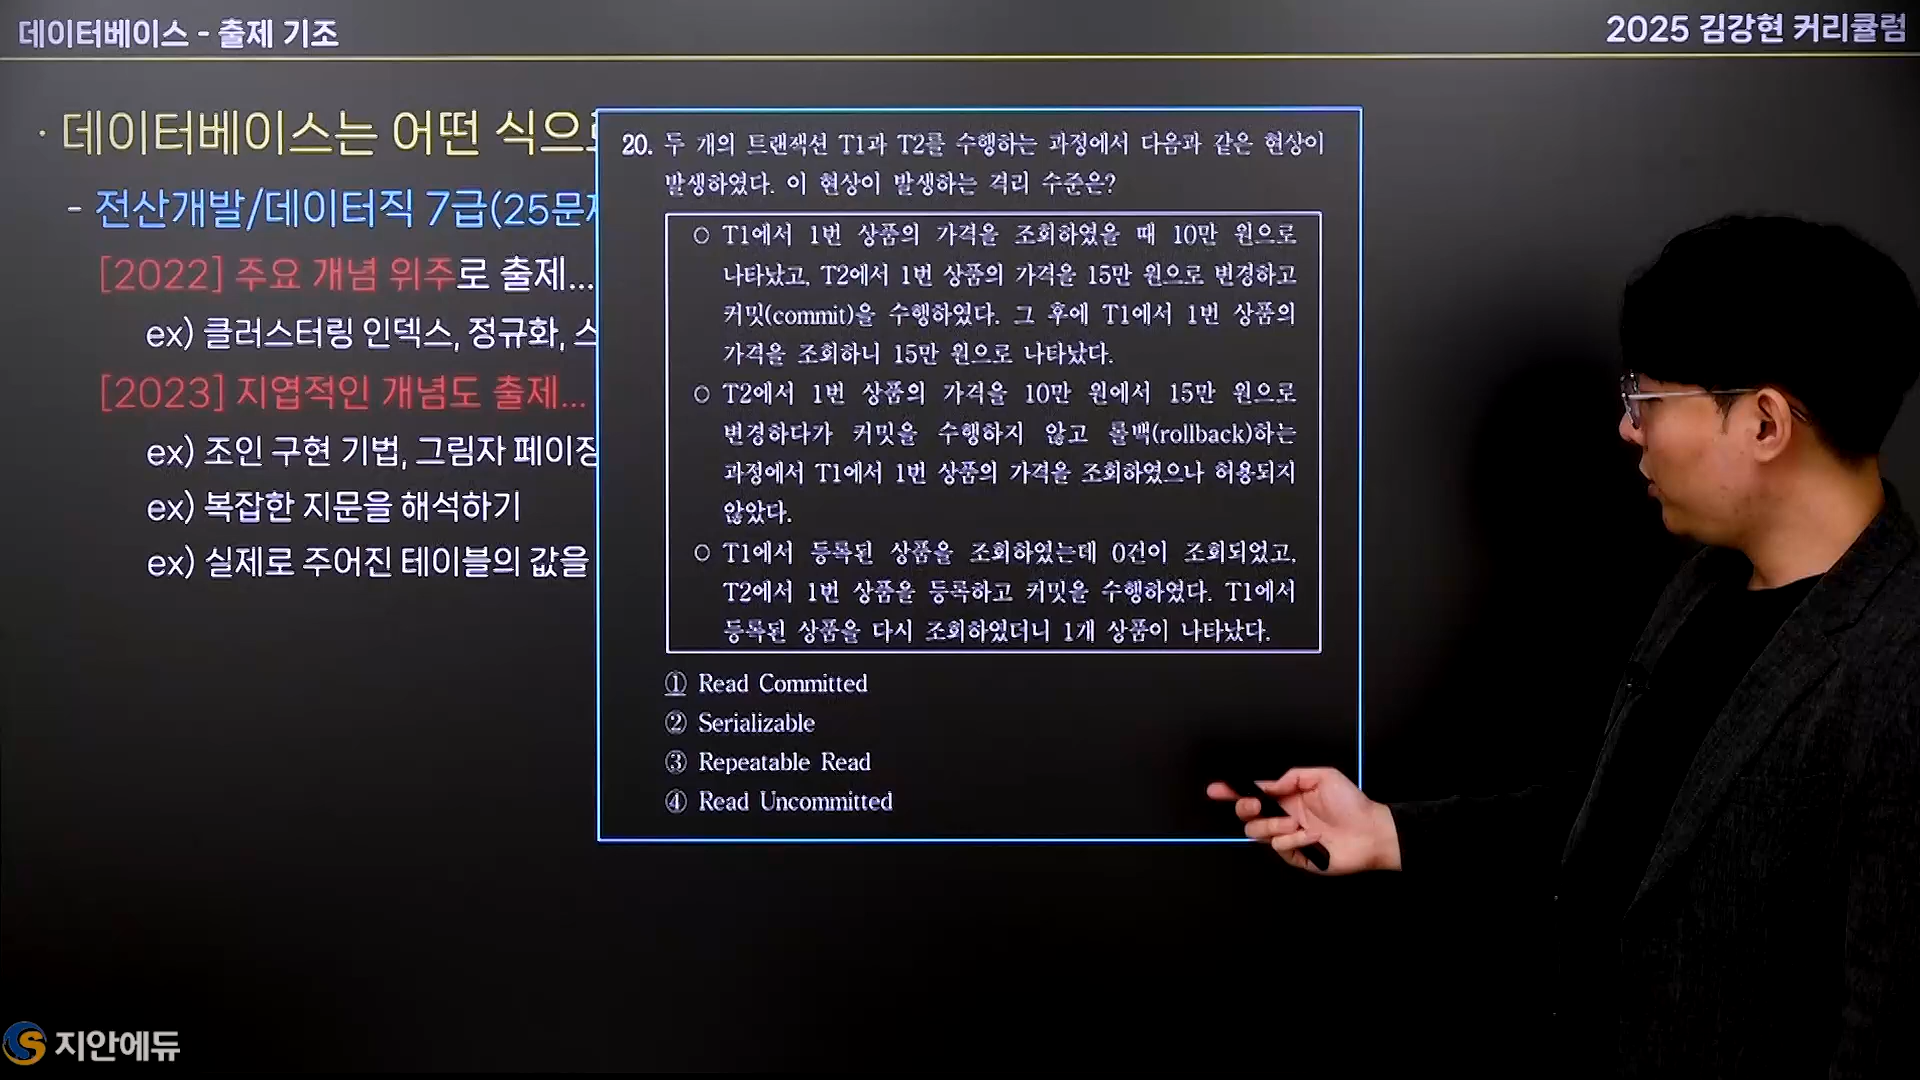 데이터베이스 - 출제 기조
2025 김강현 커리큘럼
· 데이터베이스는 어떤 식으
- 전산개발/데이터직 7급(25문
[2022] 주요 개념 위주로 출제...
ex) 클러스터링 인덱스, 정규화,
[2023] 지엽적인 개념도 출제...
ex) 조인 구현 기법, 그림자 페이징
ex) 복잡한 지문을 해석하기
ex) 실제로 주어진 테이블의 값을
20. 두 개의 트랜잭션 T1과 T2를 수행하는 과정에서 다음과 같은 현상이
발생하였다. 이 현상이 발생하는 격리 수준은?
○ T1에서 1번 상품의 가격을 조회하였을 때 10만 원으로
나타났고, T2에서 1번 상품의 가격을 15만 원으로 변경하고
커밋(commit)을 수행하였다. 그 후에 T1에서 1번 상품의
가격을 조회하니 15만 원으로 나타났다.
○ T2에서 1번 상품의 가격을 10만 원에서 15만 원으로
변경하다가 커밋을 수행하지 않고 롤백(rollback)하는
과정에서 T1에서 1번 상품의 가격을 조회하였으나 허용되지
않았다.
○ T1에서 등록된 상품을 조회하였는데 0건이 조회되었고,
T2에서 1번 상품을 등록하고 커밋을 수행하였다. T1에서
등록된 상품을 다시 조회하였더니 1개 상품이 나타났다.
① Read Committed
② Serializable
③ Repeatable Read
④ Read Uncommitted
지안에듀